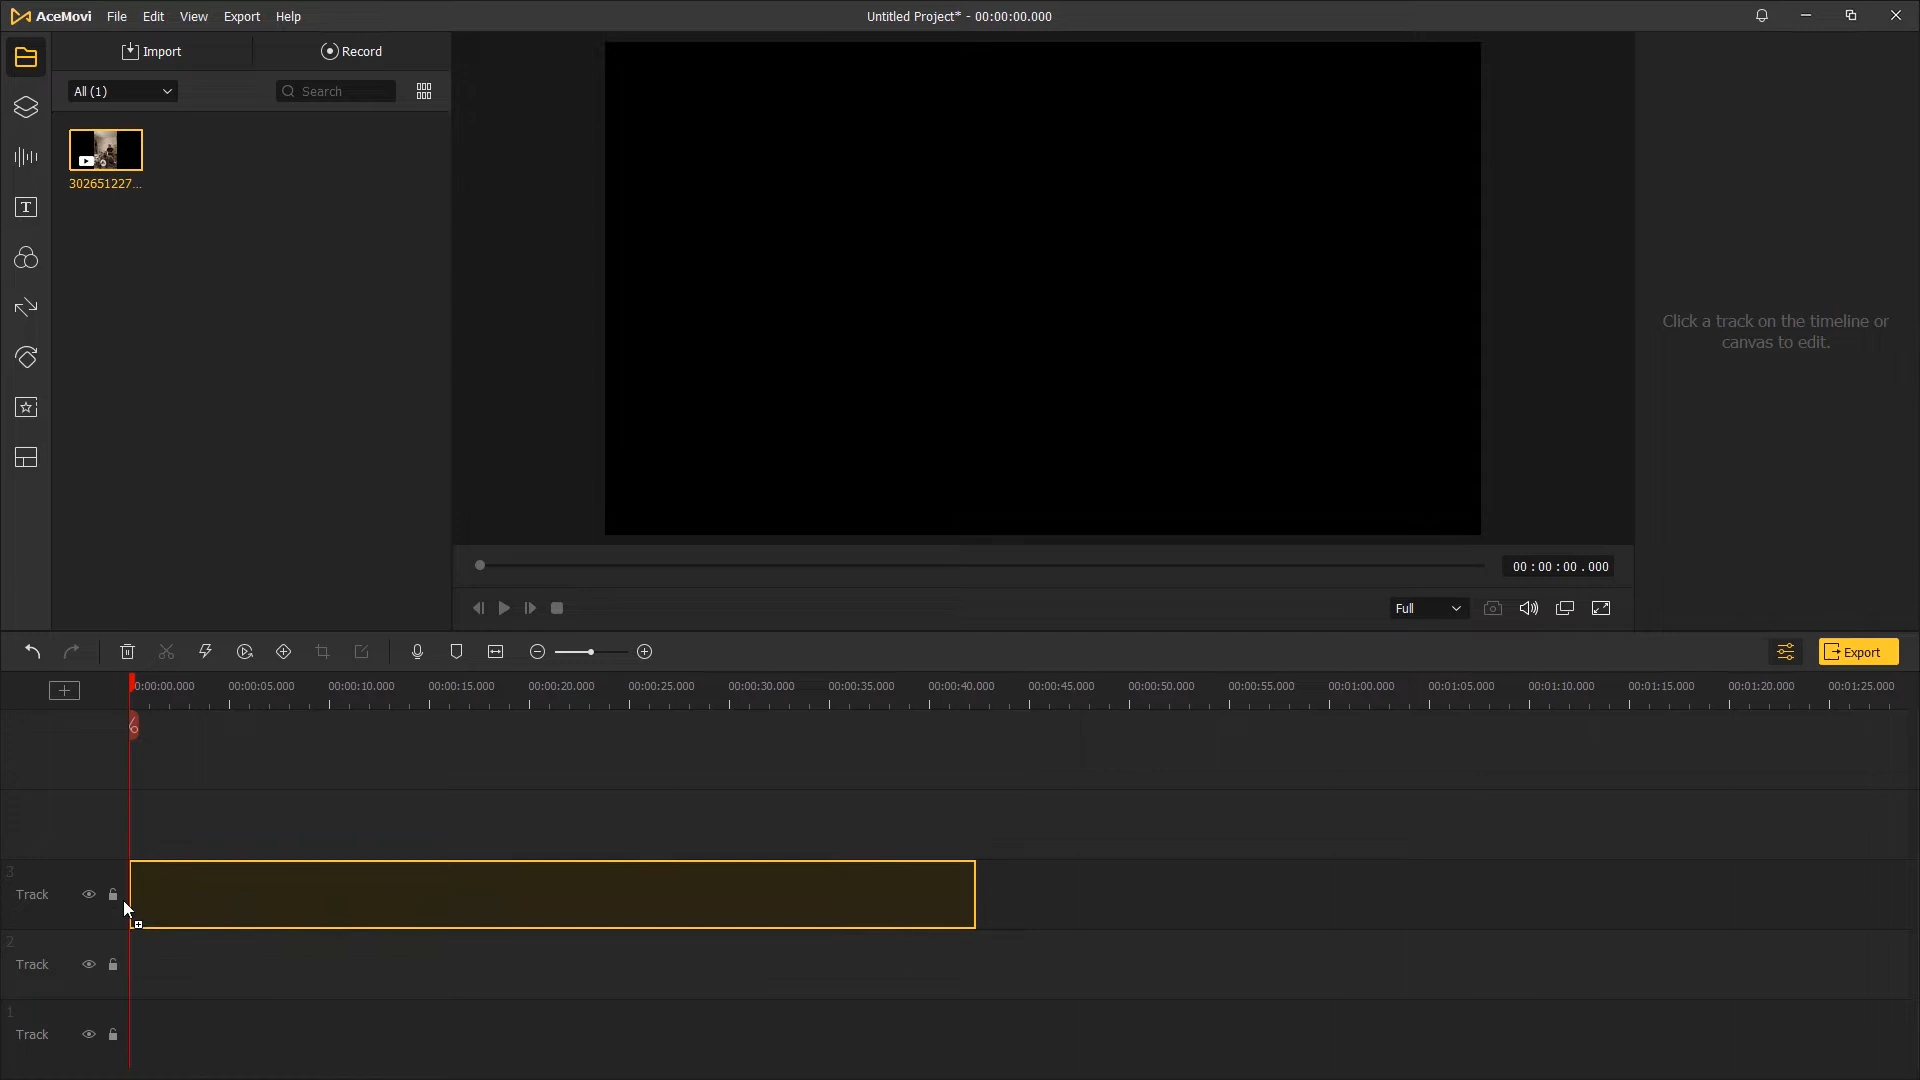 AceMovi File Edit View Export Help Untitled Project* - 00:00:00.000
Import Record
All (1) Search
302651227...
Click a track on the timeline or
canvas to edit.
00:00:00.000
Full
Export
0:00:00.000 00:00:05.000 00:00:10.000 00:00:15.000 00:00:20.000 00:00:25.000 00:00:30.000 00:00:35.000 00:00:40.000 00:00:45.000 00:00:50.000 00:00:55.000 00:01:00.000 00:01:05.000 00:01:10.000 00:01:15.000 00:01:20.000 00:01:25.000
3
Track
2
Track
1
Track